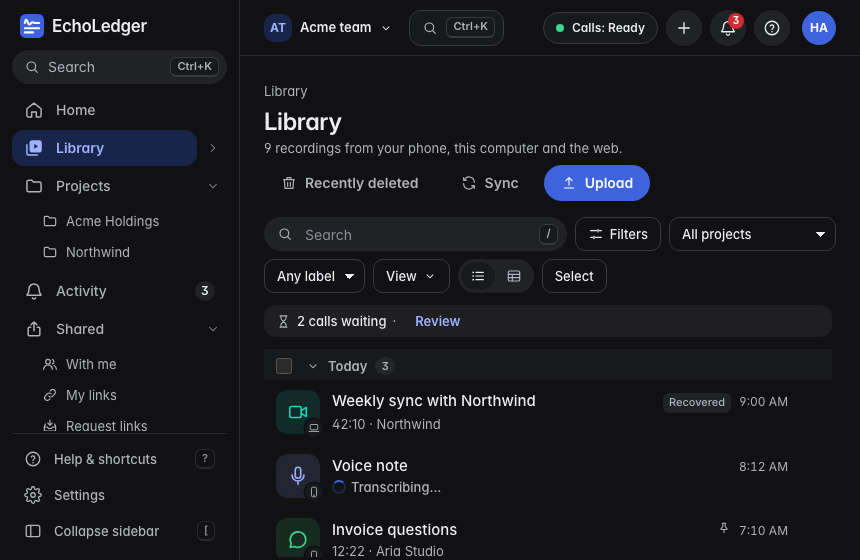 EchoLedger
Search Ctrl+K
Home
Library
Projects
Acme Holdings
Northwind
Activity 3
Shared
With me
My links
Request links
Help & shortcuts ?
Settings
Collapse sidebar [
AT Acme team Ctrl+K Calls: Ready 3 HA
Library
Library
9 recordings from your phone, this computer and the web.
Recently deleted Sync Upload
Search / Filters All projects
Any label View Select
2 calls waiting · Review
Today 3
Weekly sync with Northwind Recovered 9:00 AM
42:10 · Northwind
Voice note 8:12 AM
Transcribing...
Invoice questions 7:10 AM
12:22 · Aria Studio